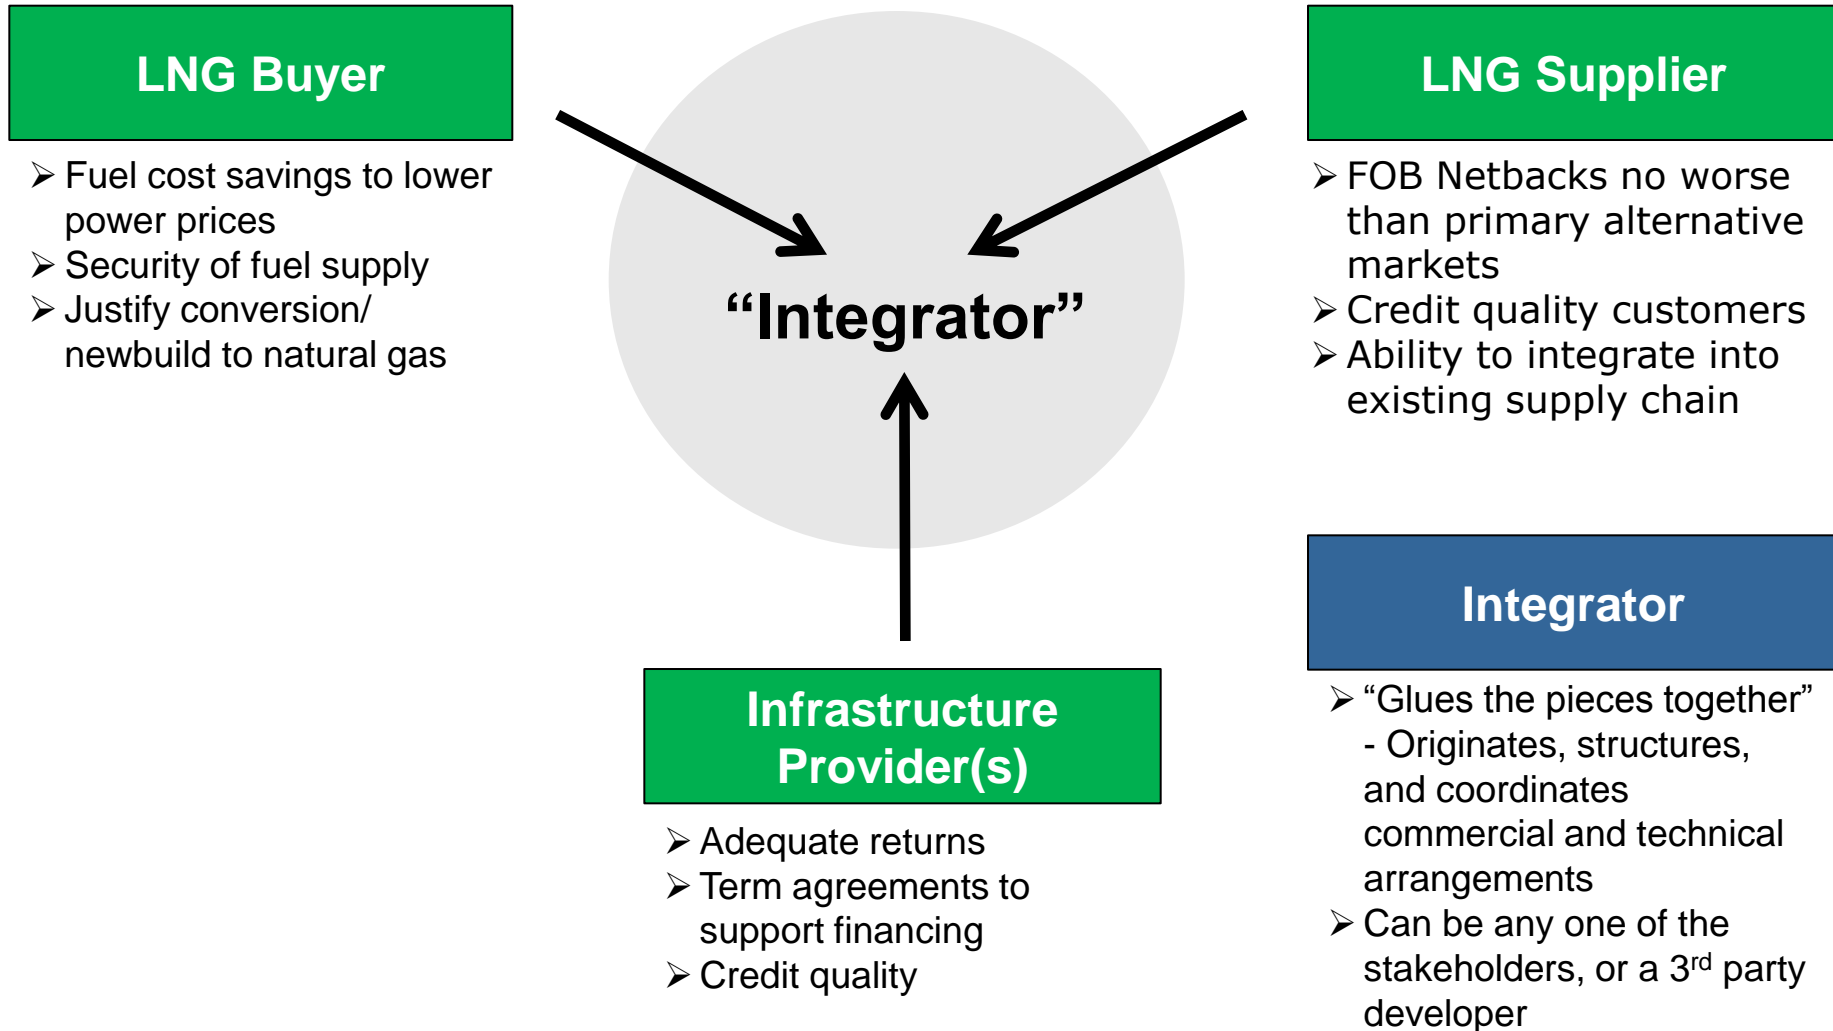 LNG Buyer
➢ Fuel cost savings to lower
power prices
➢ Security of fuel supply
➢ Justify conversion/
newbuild to natural gas
“Integrator”
LNG Supplier
➢ FOB Netbacks no worse
than primary alternative
markets
➢ Credit quality customers
➢ Ability to integrate into
existing supply chain
Infrastructure
Provider(s)
➢ Adequate returns
➢ Term agreements to
support financing
➢ Credit quality
Integrator
➢ “Glues the pieces together”
- Originates, structures,
and coordinates
commercial and technical
arrangements
➢ Can be any one of the
stakeholders, or a 3rd party
developer